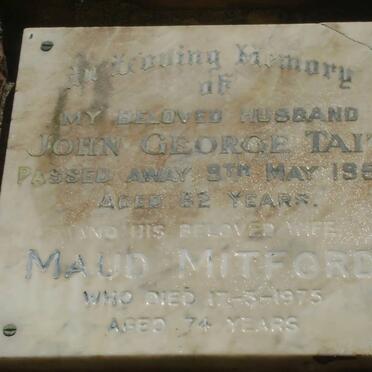 In Loving Memory
of
MY BELOVED HUSBAND
JOHN GEORGE TAIT
PASSED AWAY 9TH MAY
AGED 62 YEARS.
AND HIS BELOVED WIFE
MAUD MITFORD
WHO DIED 17-5-1975
AGED 74 YEARS